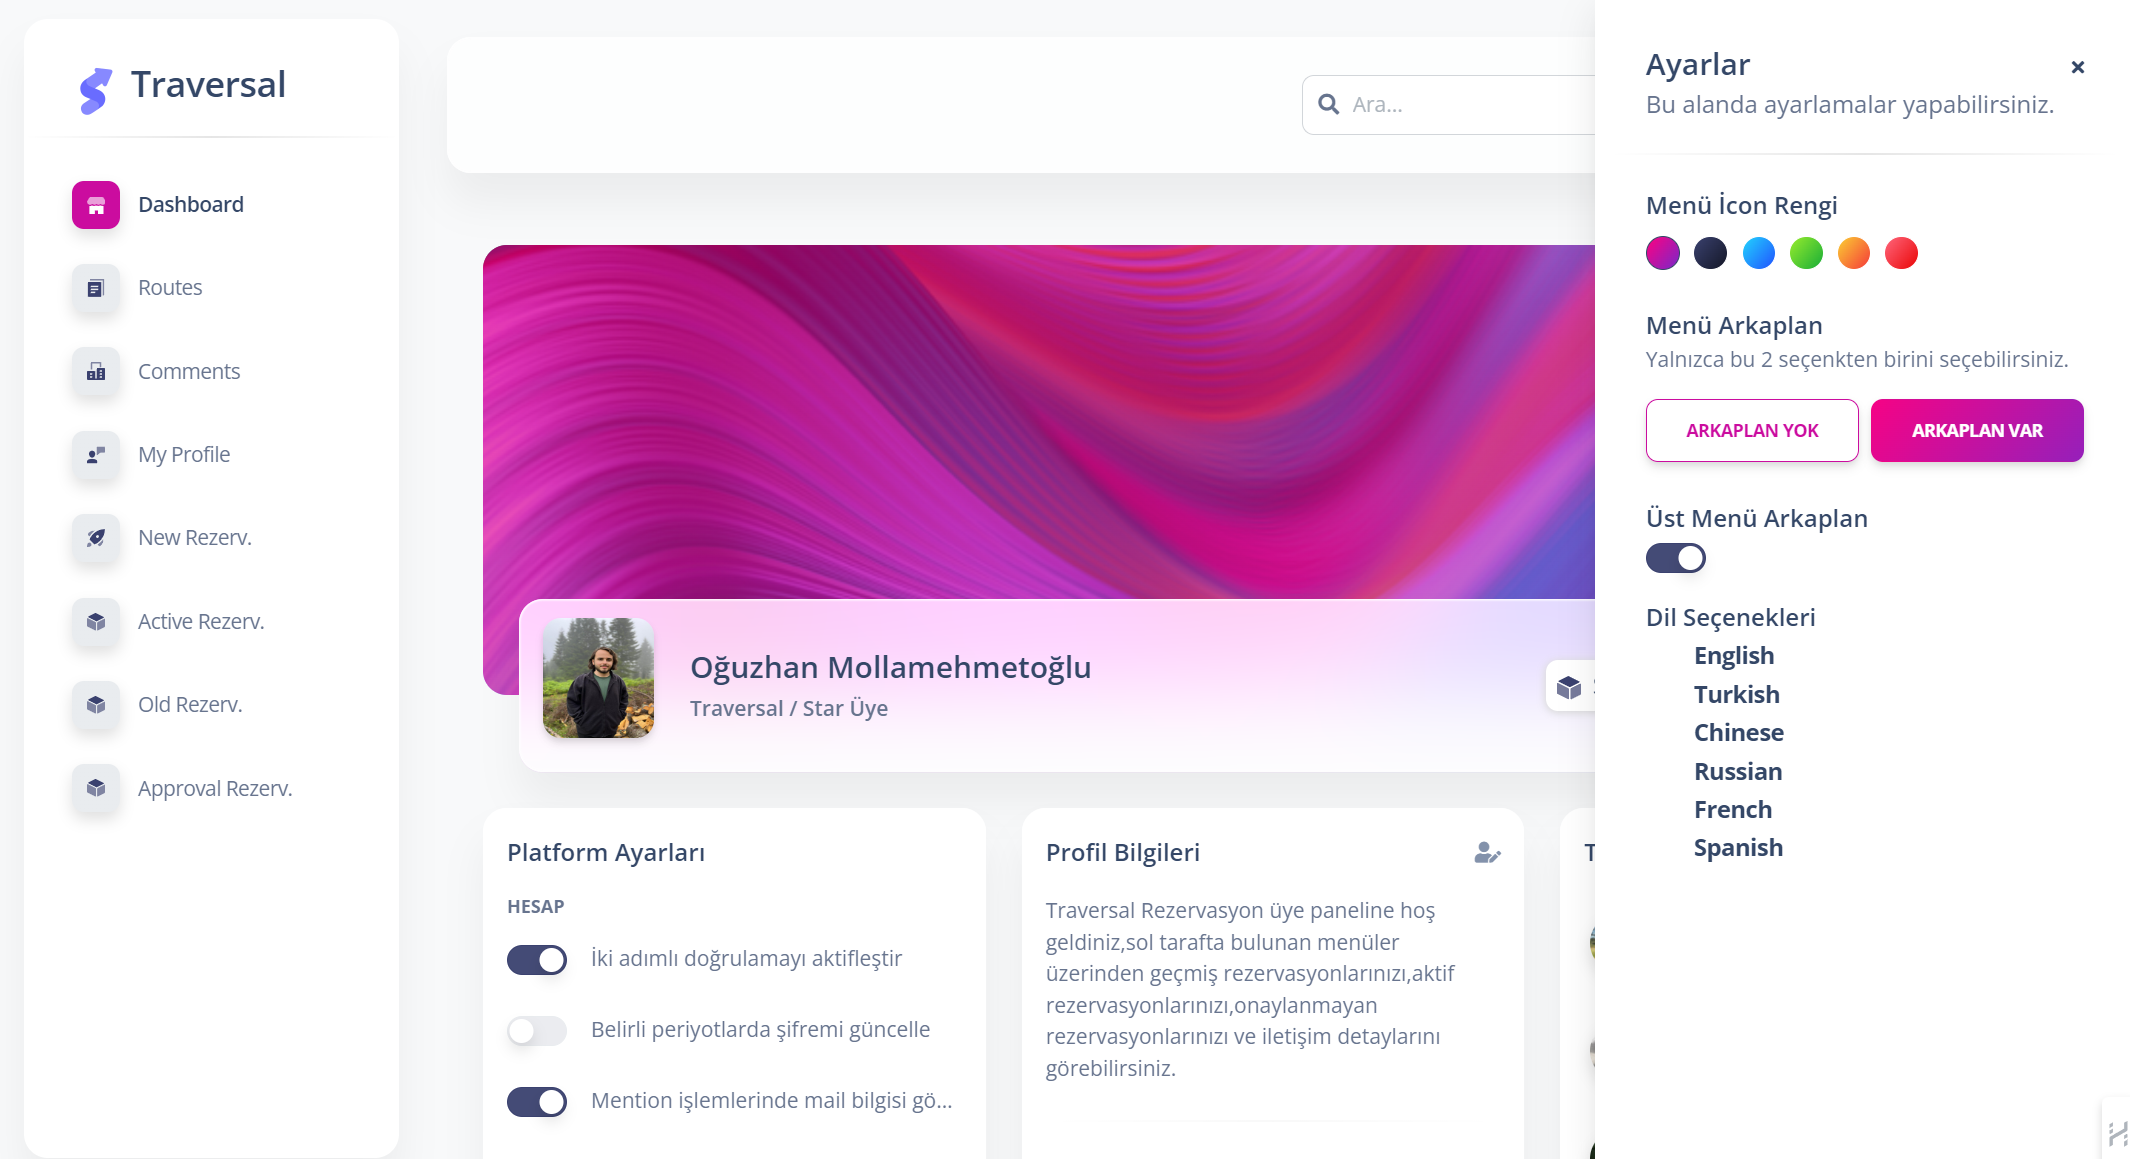 Traversal
Dashboard
Routes
Comments
My Profile
New Rezerv.
Active Rezerv.
Old Rezerv.
Approval Rezerv.
Ara...
Oğuzhan Mollamehmetoğlu
Traversal / Star Üye
Platform Ayarları
HESAP
İki adımlı doğrulamayı aktifleştir
Belirli periyotlarda şifremi güncelle
Mention işlemlerinde mail bilgisi gö...
Profil Bilgileri
Traversal Rezervasyon üye paneline hoş
geldiniz,sol tarafta bulunan menüler
üzerinden geçmiş rezervasyonlarınızı,aktif
rezervasyonlarınızı,onaylanmayan
rezervasyonlarınızı ve iletişim detaylarını
görebilirsiniz.
Ayarlar
Bu alanda ayarlamalar yapabilirsiniz.
Menü İcon Rengi
Menü Arkaplan
Yalnızca bu 2 seçenkten birini seçebilirsiniz.
ARKAPLAN YOK
ARKAPLAN VAR
Üst Menü Arkaplan
Dil Seçenekleri
English
Turkish
Chinese
Russian
French
Spanish